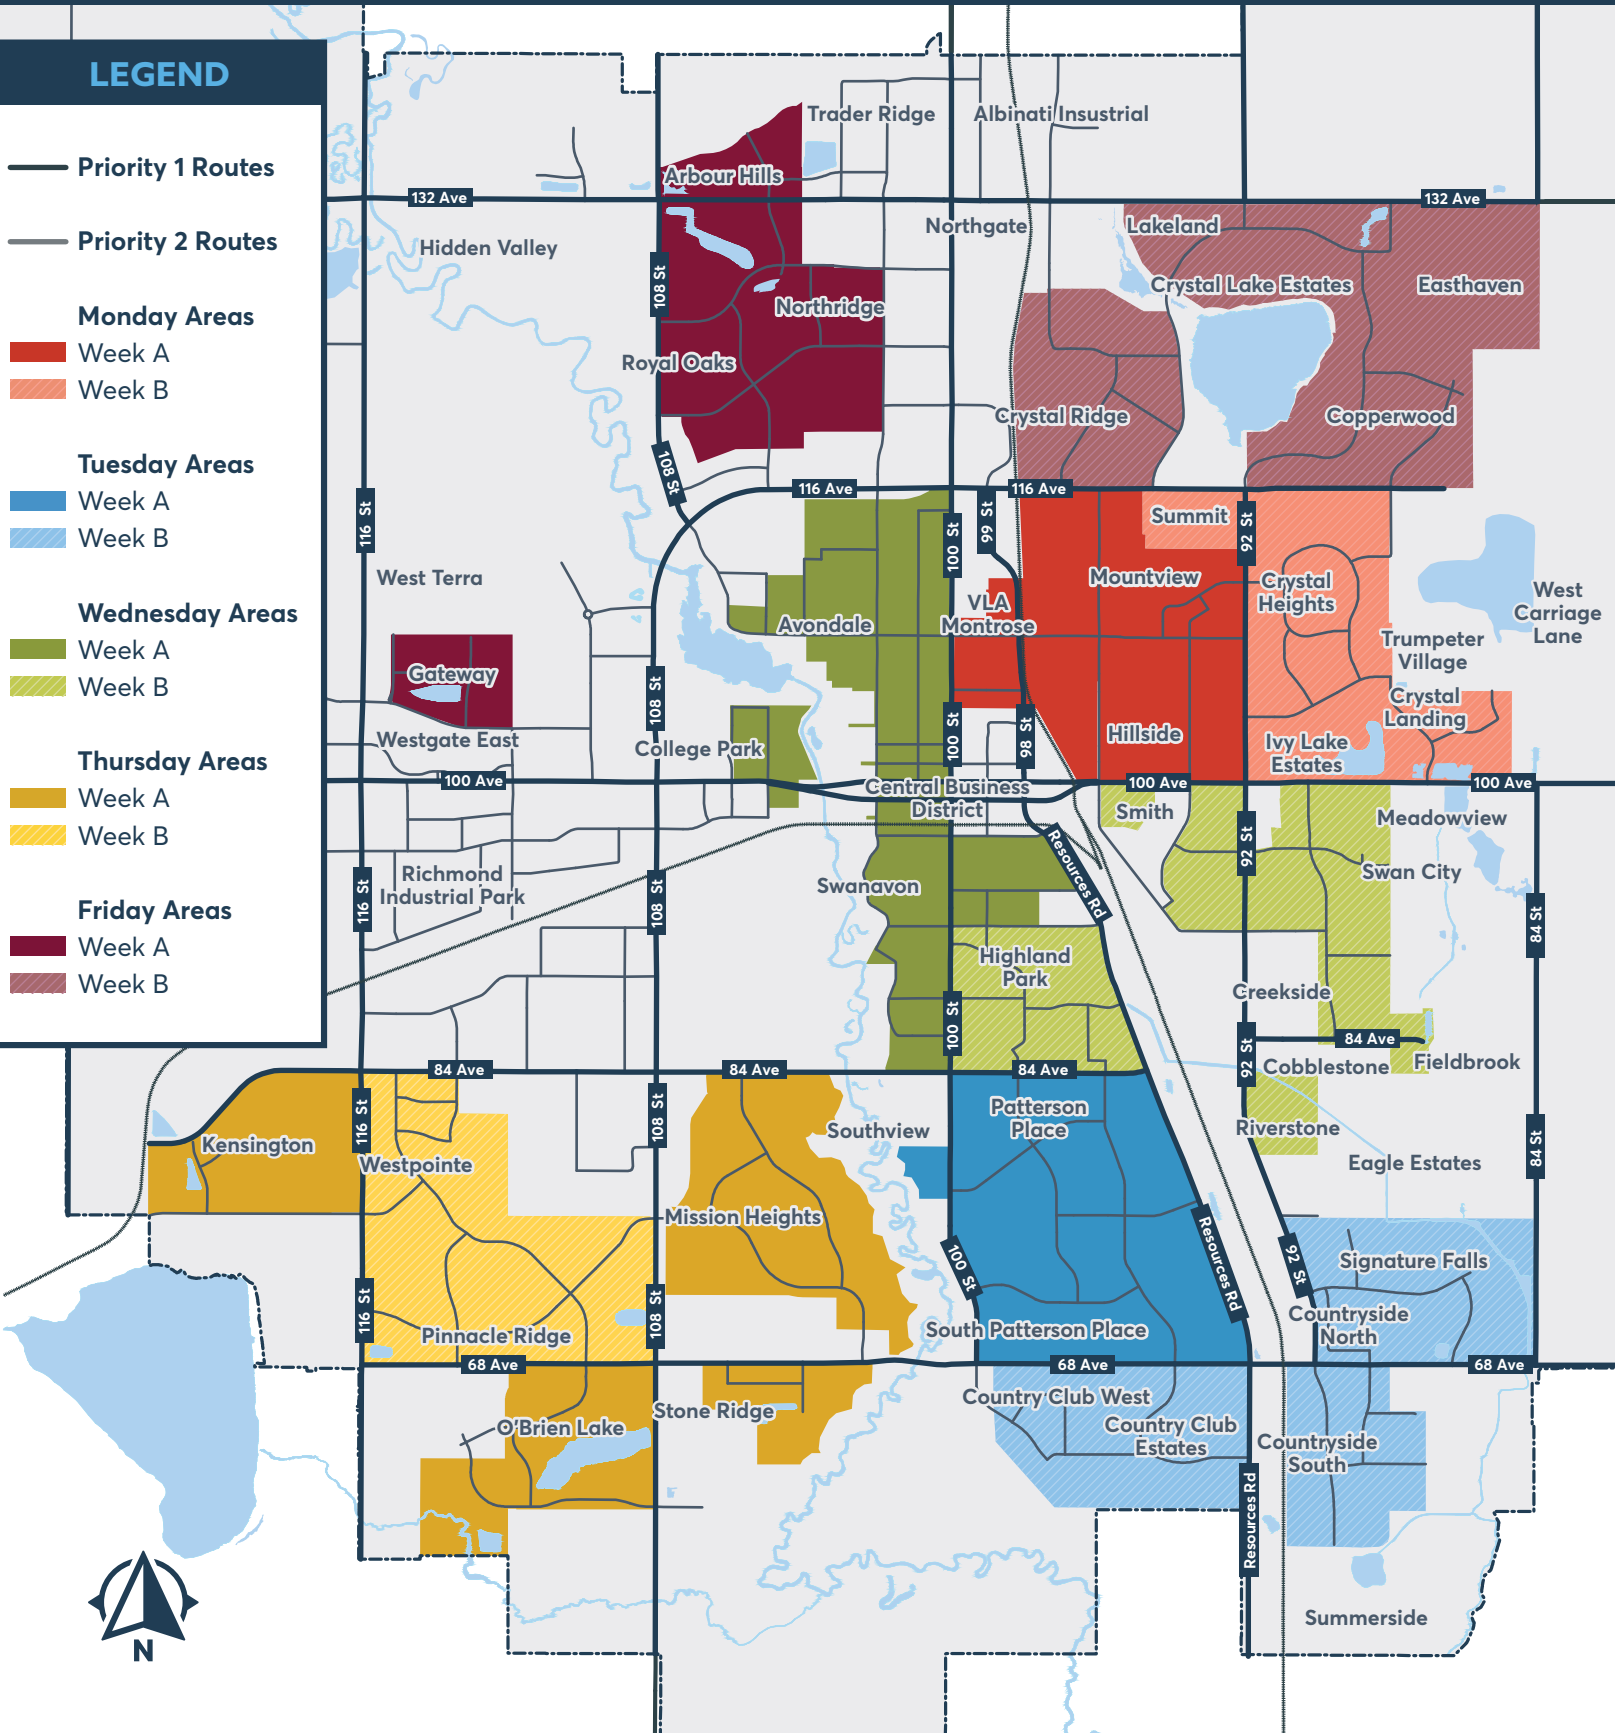 LEGEND
Priority 1 Routes
Priority 2 Routes
Monday Areas
Week A
Week B
Tuesday Areas
Week A
Week B
Wednesday Areas
Week A
Week B
Thursday Areas
Week A
Week B
Friday Areas
Week A
Week B
N
Trader Ridge
Albinati Insustrial
Arbour Hills
132 Ave
132 Ave
Northgate
Lakeland
Hidden Valley
108 St
Crystal Lake Estates
Easthaven
Northridge
Royal Oaks
Crystal Ridge
Copperwood
108 St
116 Ave
116 Ave
116 St
100 St
99 St
Summit
92 St
West Terra
Mountview
Crystal
Heights
West
Carriage
Lane
VLA
Montrose
Avondale
Trumpeter
Village
Gateway
108 St
Crystal
Landing
Westgate East
College Park
100 St
98 St
Hillside
Ivy Lake
Estates
100 Ave
100 Ave
100 Ave
Central Business
District
Smith
Meadowview
92 St
Resources Rd
Richmond
Industrial Park
116 St
108 St
Swanavon
Swan City
84 St
Highland
Park
Creekside
100 St
84 Ave
92 St
Cobblestone
Fieldbrook
84 Ave
84 Ave
84 Ave
116 St
108 St
Patterson
Place
Southview
Riverstone
84 St
Kensington
Westpointe
Eagle Estates
Mission Heights
Resources Rd
100 St
92 St
Signature Falls
116 St
108 St
Pinnacle Ridge
South Patterson Place
Countryside
North
68 Ave
68 Ave
68 Ave
Stone Ridge
O'Brien Lake
Country Club West
Country Club
Estates
Countryside
South
Resources Rd
Summerside